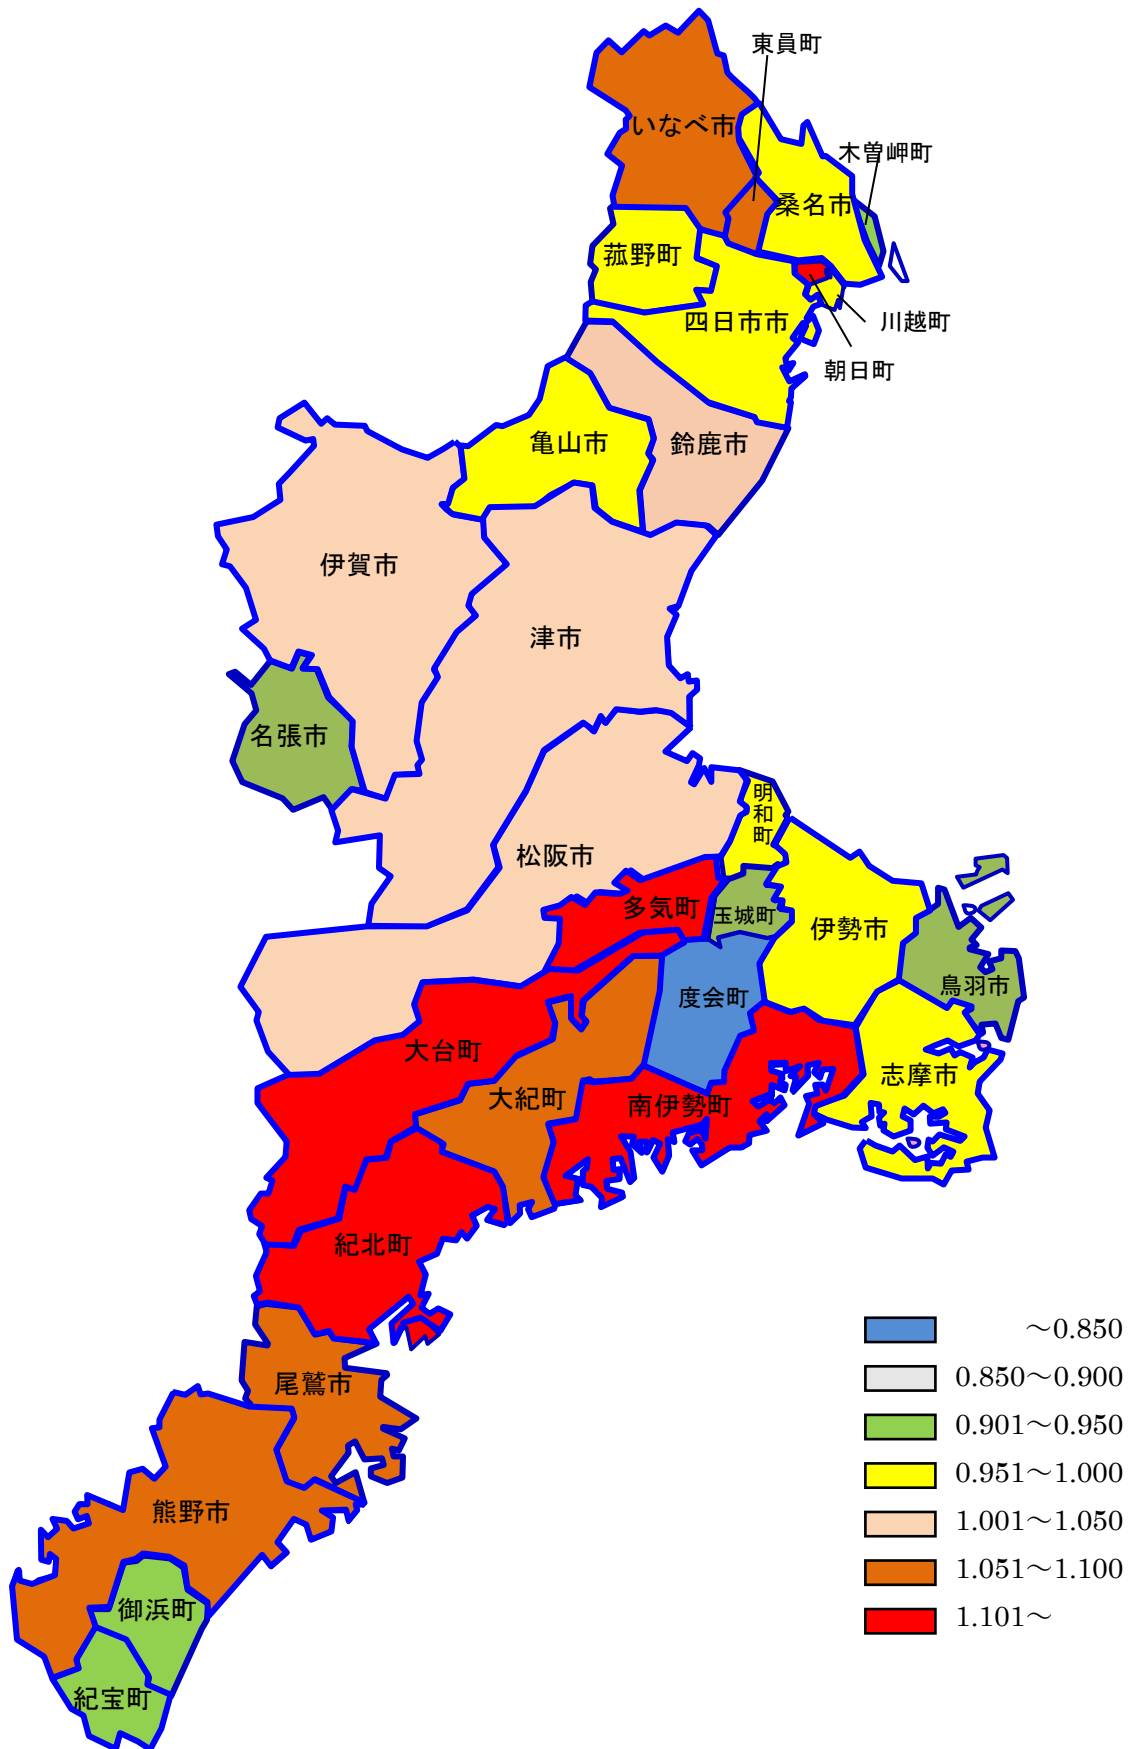 東員町
いなべ市
木曽岬町
桑名市
菰野町
四日市市
川越町
朝日町
亀山市
鈴鹿市
伊賀市
津市
名張市
明和町
松阪市
多気町
玉城町
伊勢市
鳥羽市
度会町
大台町
志摩市
大紀町
南伊勢町
紀北町
尾鷲市
熊野市
御浜町
紀宝町
～0.850
0.850～0.900
0.901～0.950
0.951～1.000
1.001～1.050
1.051～1.100
1.101～